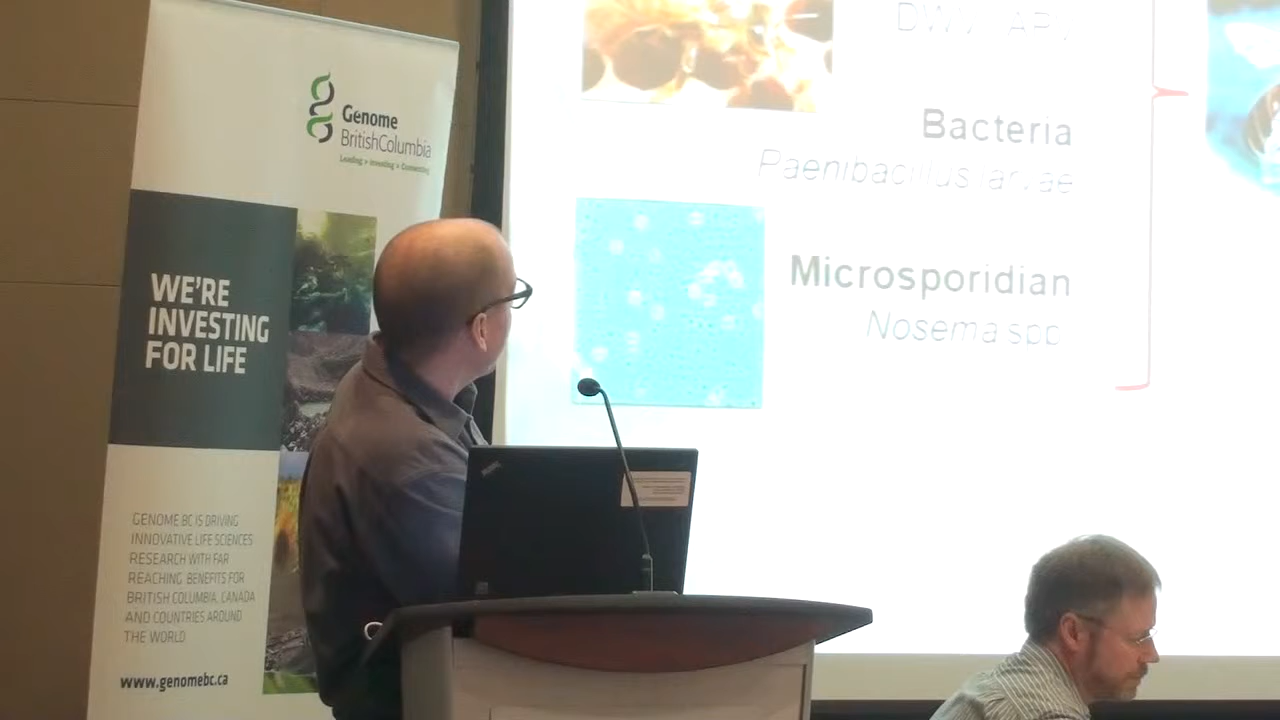 Genome
BritishColumbia
Leading > Investing > Connecting
WE'RE
INVESTING
FOR LIFE
GENOME BC IS DRIVING
INNOVATIVE LIFE SCIENCES
RESEARCH WITH FAR
REACHING BENEFITS FOR
BRITISH COLUMBIA, CANADA
AND COUNTRIES AROUND
THE WORLD
www.genomebc.ca
Bacteria
Paenibacillus larvae
Microsporidian
Nosema spp